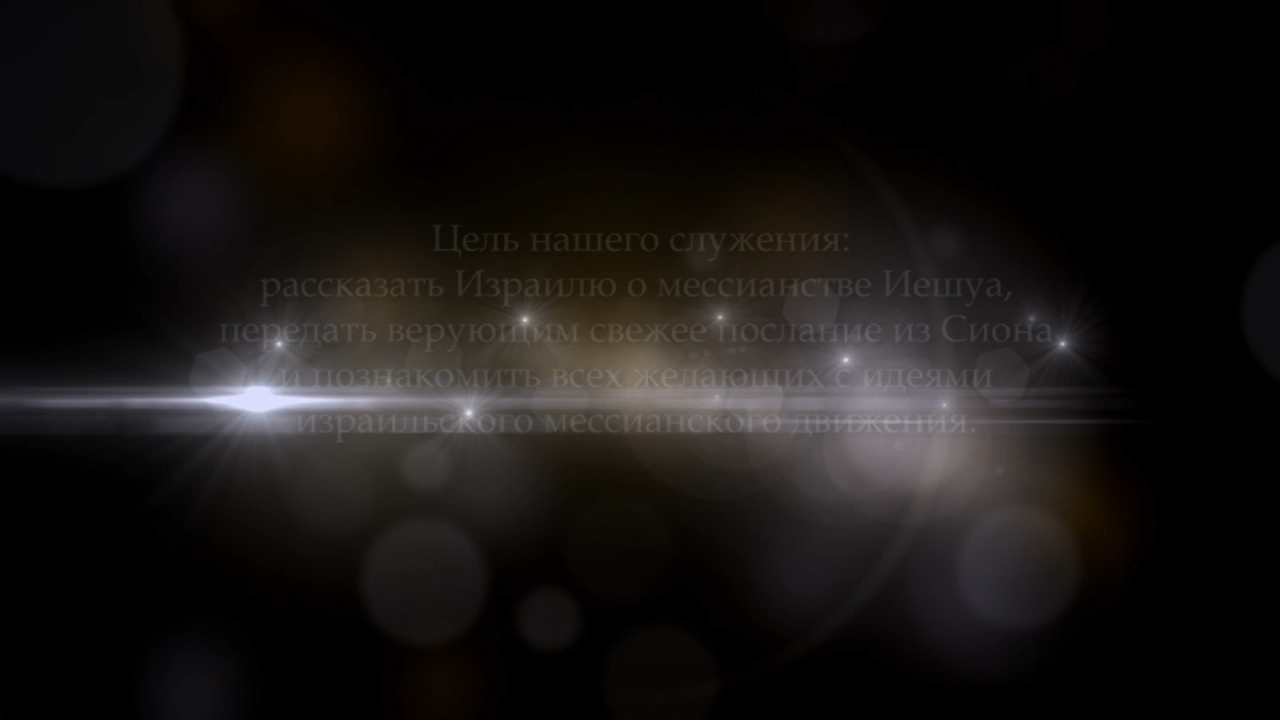 Цель нашего служения:
рассказать Израилю о мессианстве Иешуа,
передать верующим свежее послание из Сиона
и познакомить всех желающих с идеями
израильского мессианского движения.